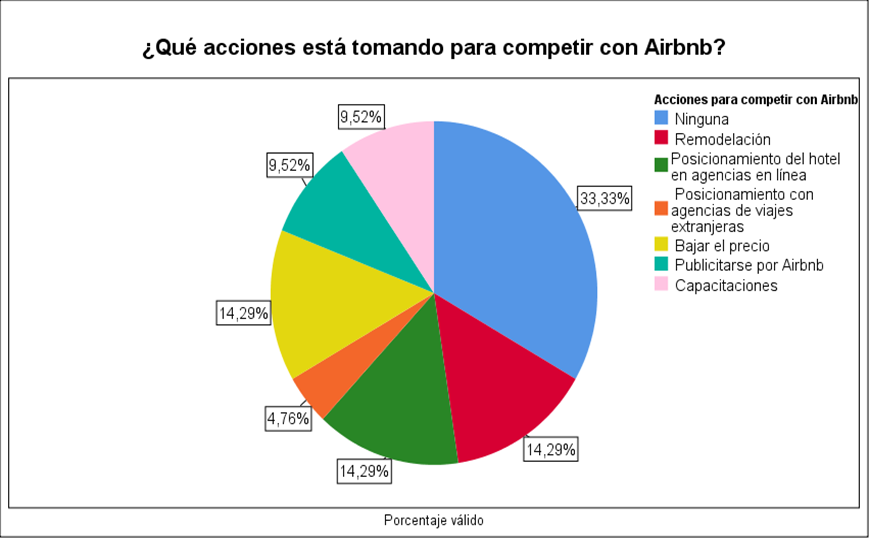 ¿Qué acciones está tomando para competir con Airbnb?
Acciones para competir con Airbnb
Ninguna
Remodelación
Posicionamiento del hotel
en agencias en línea
Posicionamiento con
agencias de viajes
extranjeras
Bajar el precio
Publicitarse por Airbnb
Capacitaciones
9,52%
9,52%
33,33%
14,29%
4,76%
14,29%
14,29%
Porcentaje válido